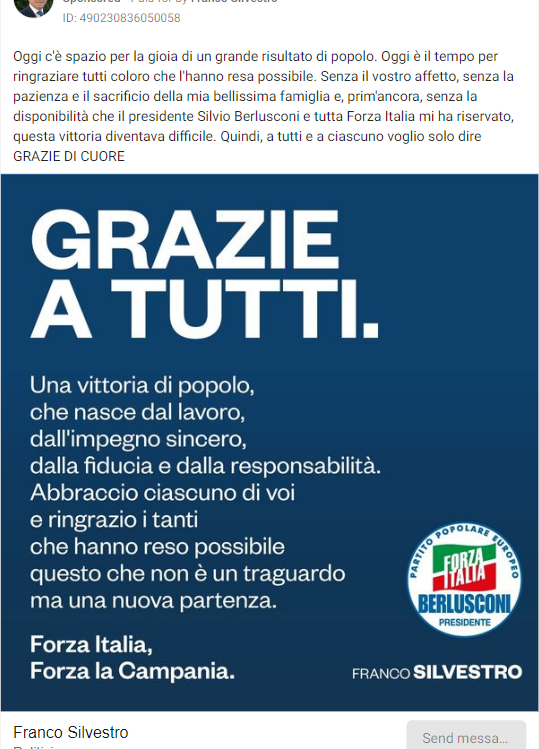 Sponsored • Paid for by Franco Silvestro
ID: 490230836050058
Oggi c'è spazio per la gioia di un grande risultato di popolo. Oggi è il tempo per
ringraziare tutti coloro che l'hanno resa possibile. Senza il vostro affetto, senza la
pazienza e il sacrificio della mia bellissima famiglia e, prim'ancora, senza la
disponibilità che il presidente Silvio Berlusconi e tutta Forza Italia mi ha riservato,
questa vittoria diventava difficile. Quindi, a tutti e a ciascuno voglio solo dire
GRAZIE DI CUORE
GRAZIE
A TUTTI.
Una vittoria di popolo,
che nasce dal lavoro,
dall'impegno sincero,
dalla fiducia e dalla responsabilità.
Abbraccio ciascuno di voi
e ringrazio i tanti
che hanno reso possibile
questo che non è un traguardo
ma una nuova partenza.
Forza Italia,
Forza la Campania.
PARTITO POPOLARE EUROPEO
FORZA
ITALIA
BERLUSCONI
PRESIDENTE
FRANCO SILVESTRO
Franco Silvestro
Send messa...